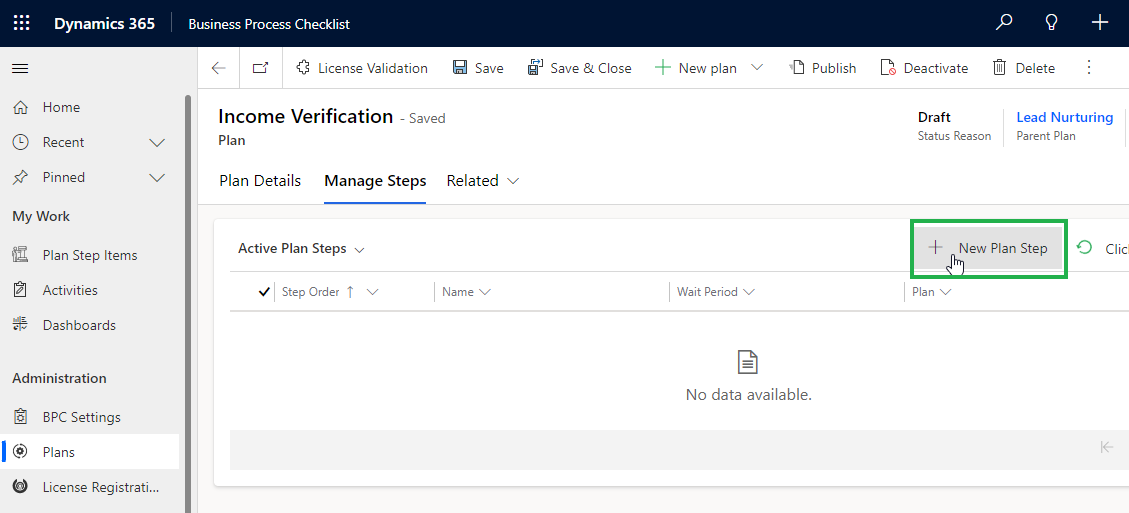 Dynamics 365 Business Process Checklist
License Validation Save Save & Close New plan Publish Deactivate Delete
Home
Recent
Pinned
My Work
Plan Step Items
Activities
Dashboards
Administration
BPC Settings
Plans
License Registrati...
Income Verification - Saved
Plan
Draft
Status Reason
Lead Nurturing
Parent Plan
Plan Details Manage Steps Related
Active Plan Steps
New Plan Step Clic
Step Order Name Wait Period Plan
No data available.